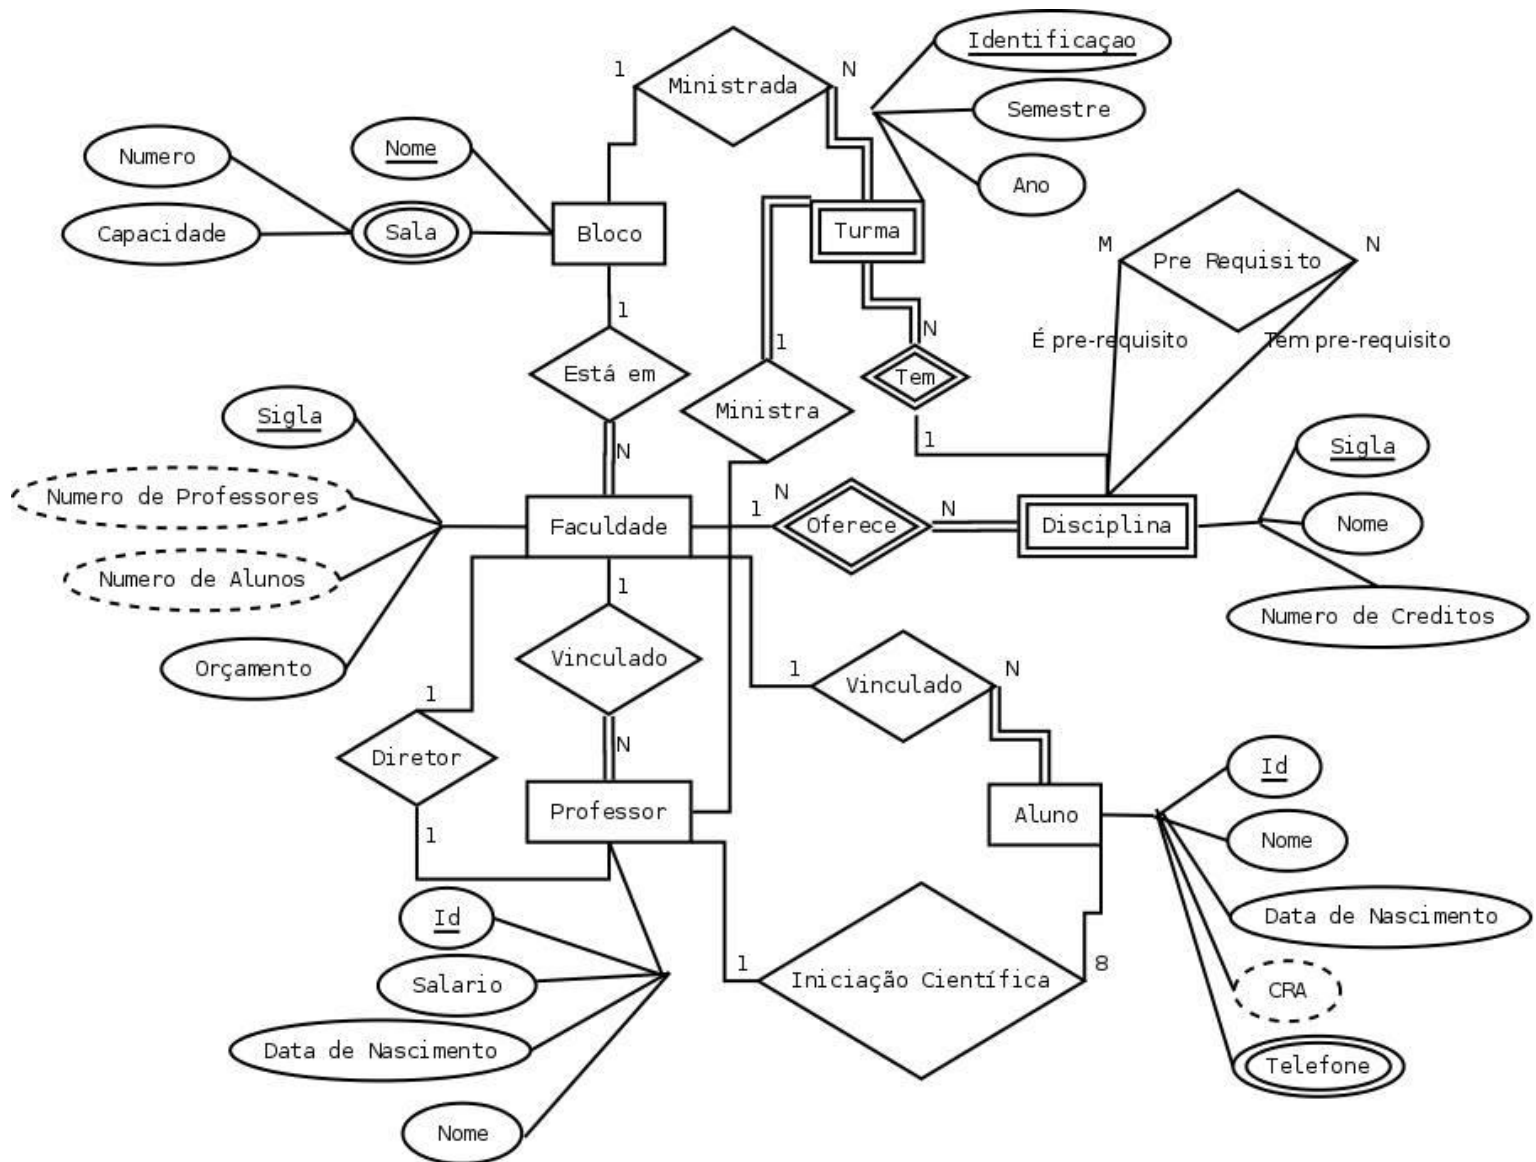 Identificaçao
1
Ministrada
N
Semestre
Numero
Nome
Ano
Capacidade
Sala
Bloco
Turma
M
Pre Requisito
N
1
N
É pre-requisito
Tem pre-requisito
1
Está em
Tem
Sigla
Ministra
N
1
Sigla
Numero de Professores
N
1
N
Faculdade
Oferece
Disciplina
Nome
Numero de Alunos
1
Numero de Creditos
Orçamento
Vinculado
1
N
Vinculado
1
N
Diretor
Id
Professor
Aluno
1
Nome
Id
Data de Nascimento
1
8
Salario
Iniciação Científica
CRA
Data de Nascimento
Telefone
Nome